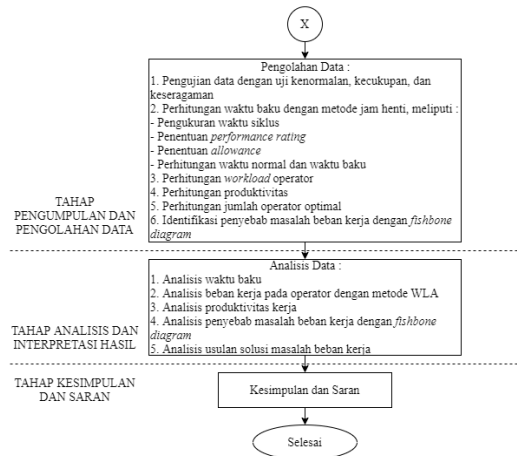 X
Pengolahan Data :
1. Pengujian data dengan uji kenormalan, kecukupan, dan
keseragaman
2. Perhitungan waktu baku dengan metode jam henti, meliputi :
- Pengukuran waktu siklus
- Penentuan performance rating
- Penentuan allowance
- Perhitungan waktu normal dan waktu baku
3. Perhitungan workload operator
4. Perhitungan produktivitas
5. Perhitungan jumlah operator optimal
6. Identifikasi penyebab masalah beban kerja dengan fishbone
diagram
TAHAP
PENGUMPULAN DAN
PENGOLAHAN DATA
Analisis Data :
1. Analisis waktu baku
2. Analisis beban kerja pada operator dengan metode WLA
3. Analisis produktivitas kerja
4. Analisis penyebab masalah beban kerja dengan fishbone
diagram
5. Analisis usulan solusi masalah beban kerja
TAHAP ANALISIS DAN
INTERPRETASI HASIL
TAHAP KESIMPULAN
DAN SARAN
Kesimpulan dan Saran
Selesai